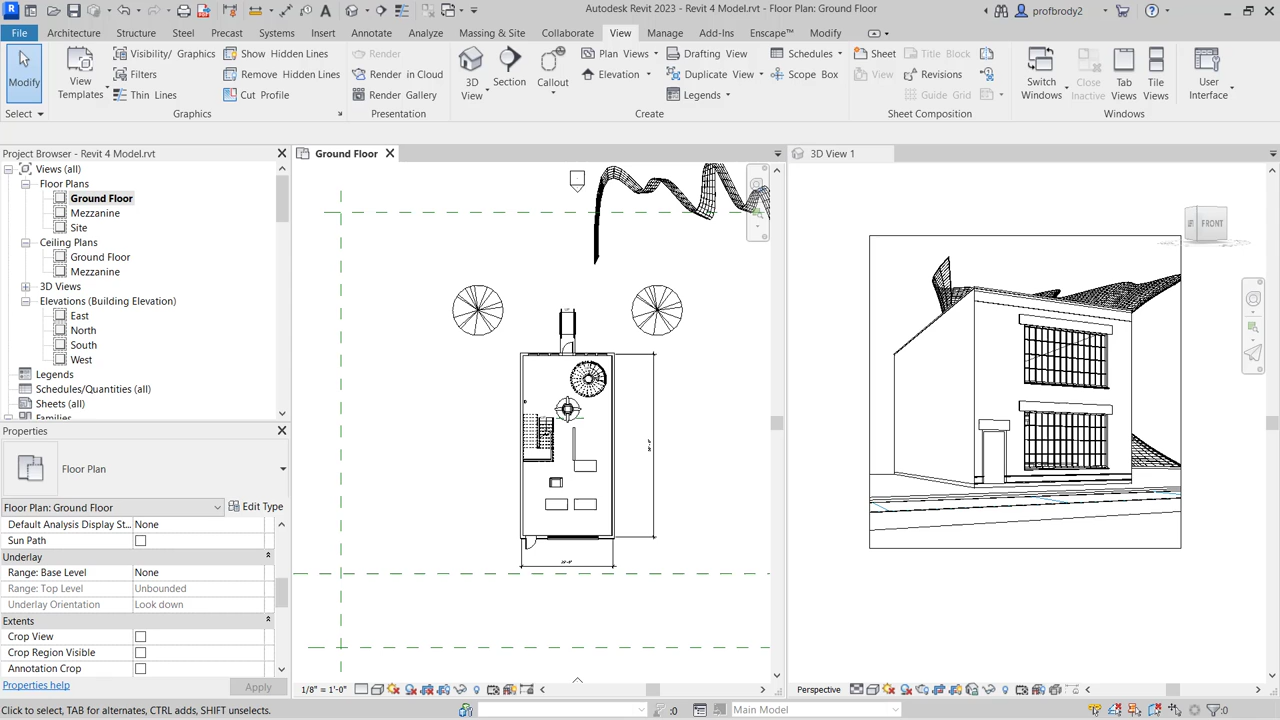 Autodesk Revit 2023 - Revit 4 Model.rvt - Floor Plan: Ground Floor
profbrody2
File Architecture Structure Steel Precast Systems Insert Annotate Analyze Massing & Site Collaborate View Manage Add-Ins Enscape™ Modify
Modify
Select
View Templates
Visibility/ Graphics
Filters
Thin Lines
Show Hidden Lines
Remove Hidden Lines
Cut Profile
Graphics
Render
Render in Cloud
Render Gallery
Presentation
3D View
Section
Callout
Plan Views
Elevation
Drafting View
Duplicate View
Legends
Schedules
Scope Box
Create
Sheet
View
Title Block
Revisions
Guide Grid
Sheet Composition
Switch Windows
Close Inactive
Tab Views
Tile Views
Windows
User Interface
Project Browser - Revit 4 Model.rvt
Views (all)
Floor Plans
Ground Floor
Mezzanine
Site
Ceiling Plans
Ground Floor
Mezzanine
3D Views
Elevations (Building Elevation)
East
North
South
West
Legends
Schedules/Quantities (all)
Sheets (all)
Families
Properties
Floor Plan
Floor Plan: Ground Floor
Edit Type
Default Analysis Display St... None
Sun Path
Underlay
Range: Base Level None
Range: Top Level Unbounded
Underlay Orientation Look down
Extents
Crop View
Crop Region Visible
Annotation Crop
Properties help
Apply
Ground Floor
1/8" = 1'-0"
3D View 1
FRONT
Perspective
Click to select, TAB for alternates, CTRL adds, SHIFT unselects.
:0
Main Model
:0